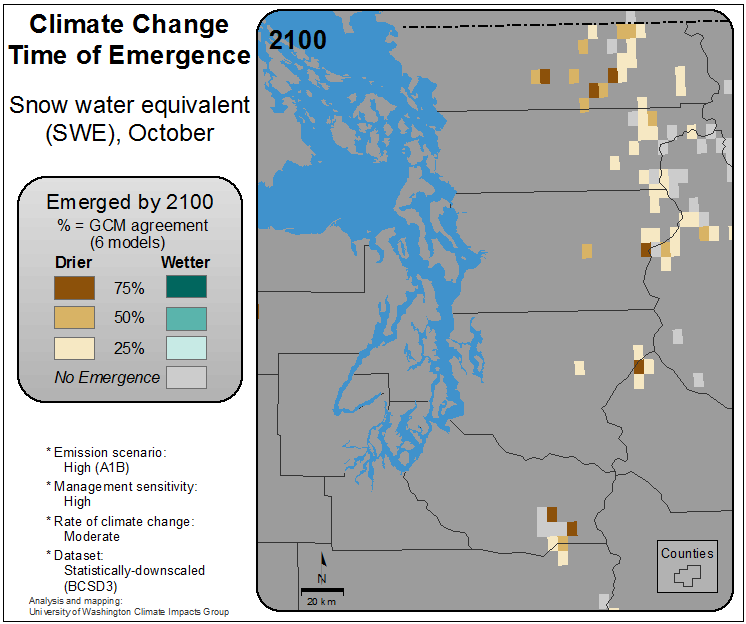 Climate Change
Time of Emergence
Snow water equivalent
(SWE), October
Emerged by 2100
% = GCM agreement
(6 models)
Drier Wetter
75%
50%
25%
No Emergence
* Emission scenario:
High (A1B)
* Management sensitivity:
High
* Rate of climate change:
Moderate
* Dataset:
Statistically-downscaled
(BCSD3)
Analysis and mapping:
University of Washington Climate Impacts Group
2100
N
20 km
Counties